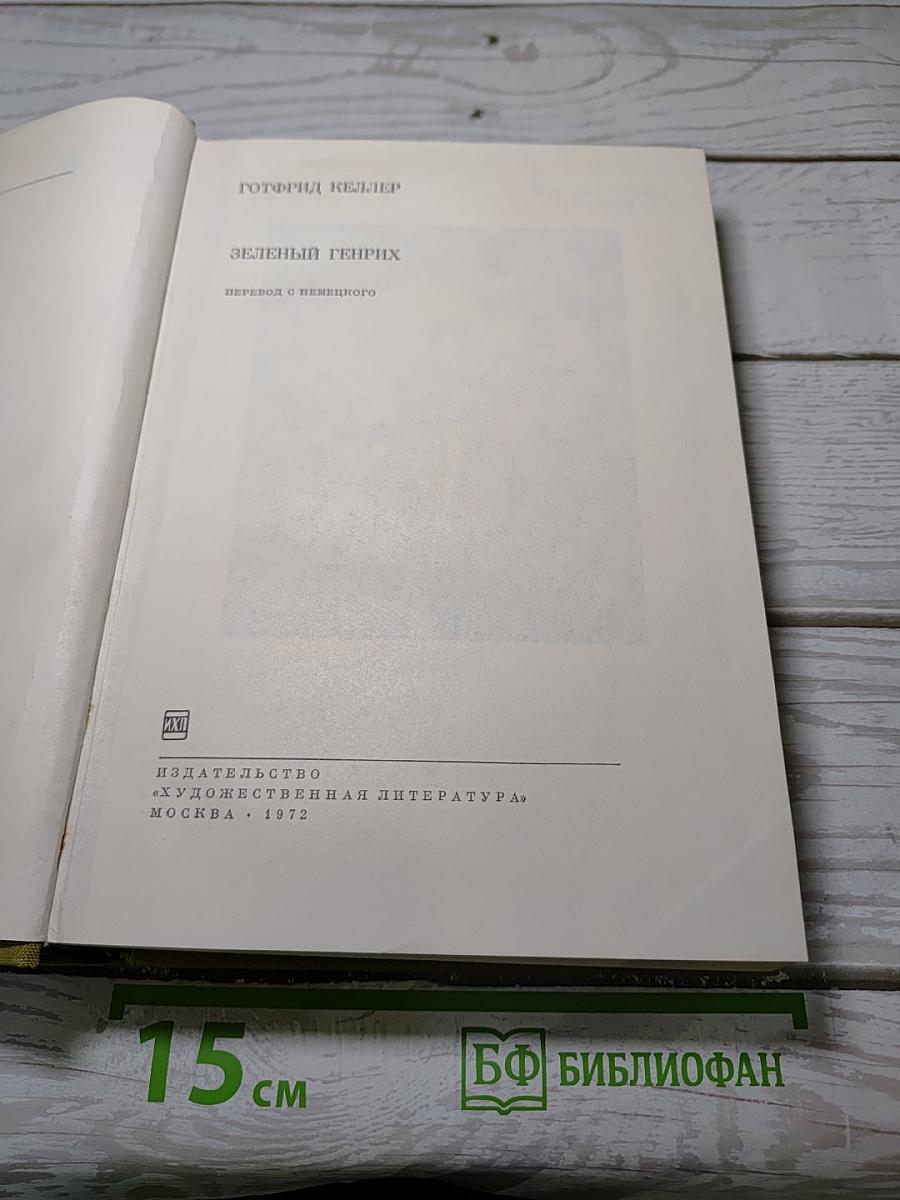 ГОТФРИД КЕЛЛЕР
ЗЕЛЕНЫЙ ГЕНРИХ
ПЕРЕВОД С НЕМЕЦКОГО
ИХЛ
ИЗДАТЕЛЬСТВО
«ХУДОЖЕСТВЕННАЯ ЛИТЕРАТУРА»
МОСКВА · 1972
15 см
БФ БИБЛИОФАН